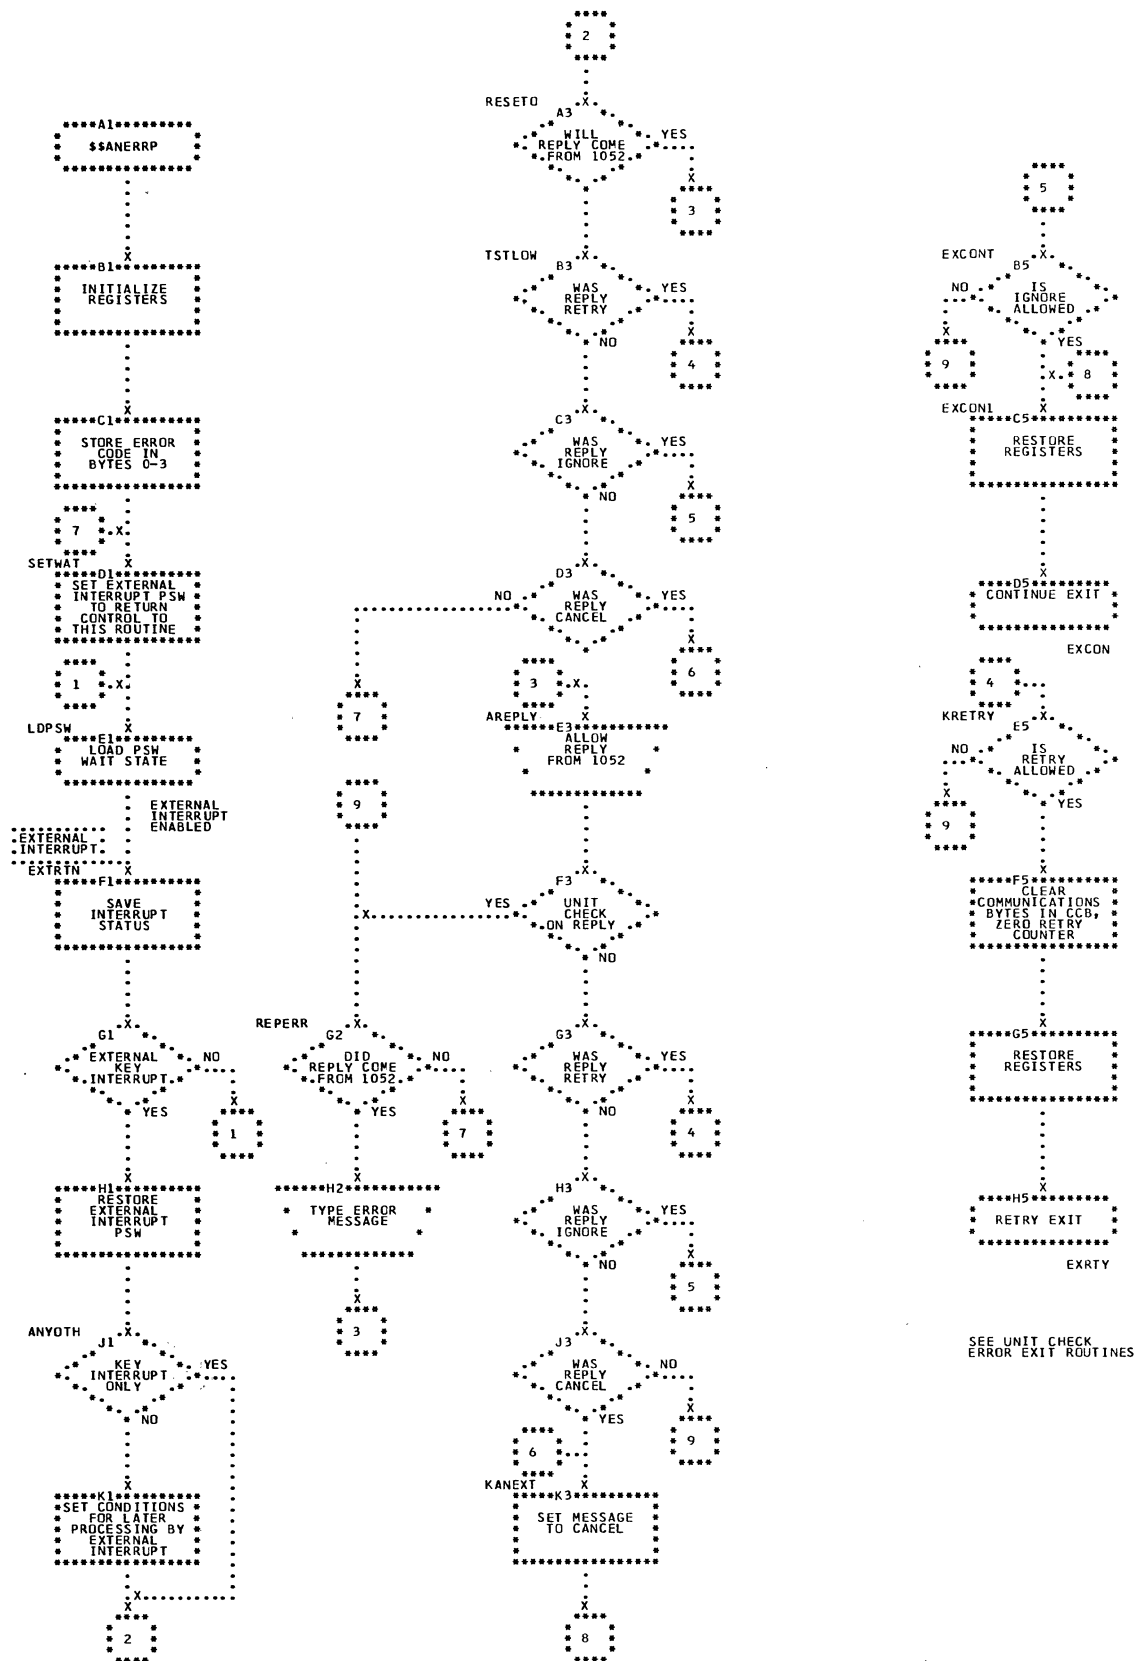 A1
$$ANERRP
B1
INITIALIZE
REGISTERS
C1
STORE ERROR
CODE IN
BYTES 0-3
7
SETWAT
D1
SET EXTERNAL
INTERRUPT PSW
TO RETURN
CONTROL TO
THIS ROUTINE
1
LDPSW
E1
LOAD PSW
WAIT STATE
EXTERNAL
INTERRUPT
ENABLED
EXTERNAL
INTERRUPT
EXTRTN
F1
SAVE
INTERRUPT
STATUS
G1
EXTERNAL
KEY
INTERRUPT
NO
YES
1
H1
RESTORE
EXTERNAL
INTERRUPT
PSW
ANYOTH
J1
KEY
INTERRUPT
ONLY
YES
NO
K1
SET CONDITIONS
FOR LATER
PROCESSING BY
EXTERNAL
INTERRUPT
2
7
9
REPERR
G2
DID
REPLY COME
FROM 1052
NO
YES
7
H2
TYPE ERROR
MESSAGE
3
2
RESETO
A3
WILL
REPLY COME
FROM 1052
YES
3
TSTLOW
B3
WAS
REPLY
RETRY
YES
NO
4
C3
WAS
REPLY
IGNORE
YES
NO
5
D3
WAS
REPLY
CANCEL
NO
YES
6
3
AREPLY
E3
ALLOW
REPLY
FROM 1052
F3
UNIT
CHECK
ON REPLY
YES
NO
G3
WAS
REPLY
RETRY
YES
NO
4
H3
WAS
REPLY
IGNORE
YES
NO
5
J3
WAS
REPLY
CANCEL
NO
YES
9
6
KANEXT
K3
SET MESSAGE
TO CANCEL
8
5
EXCONT
B5
IS
IGNORE
ALLOWED
NO
YES
9
8
EXCON1
C5
RESTORE
REGISTERS
D5
CONTINUE EXIT
EXCON
4
KRETRY
E5
IS
RETRY
ALLOWED
NO
YES
9
F5
CLEAR
COMMUNICATIONS
BYTES IN CCB,
ZERO RETRY
COUNTER
G5
RESTORE
REGISTERS
H5
RETRY EXIT
EXRTY
SEE UNIT CHECK
ERROR EXIT ROUTINES